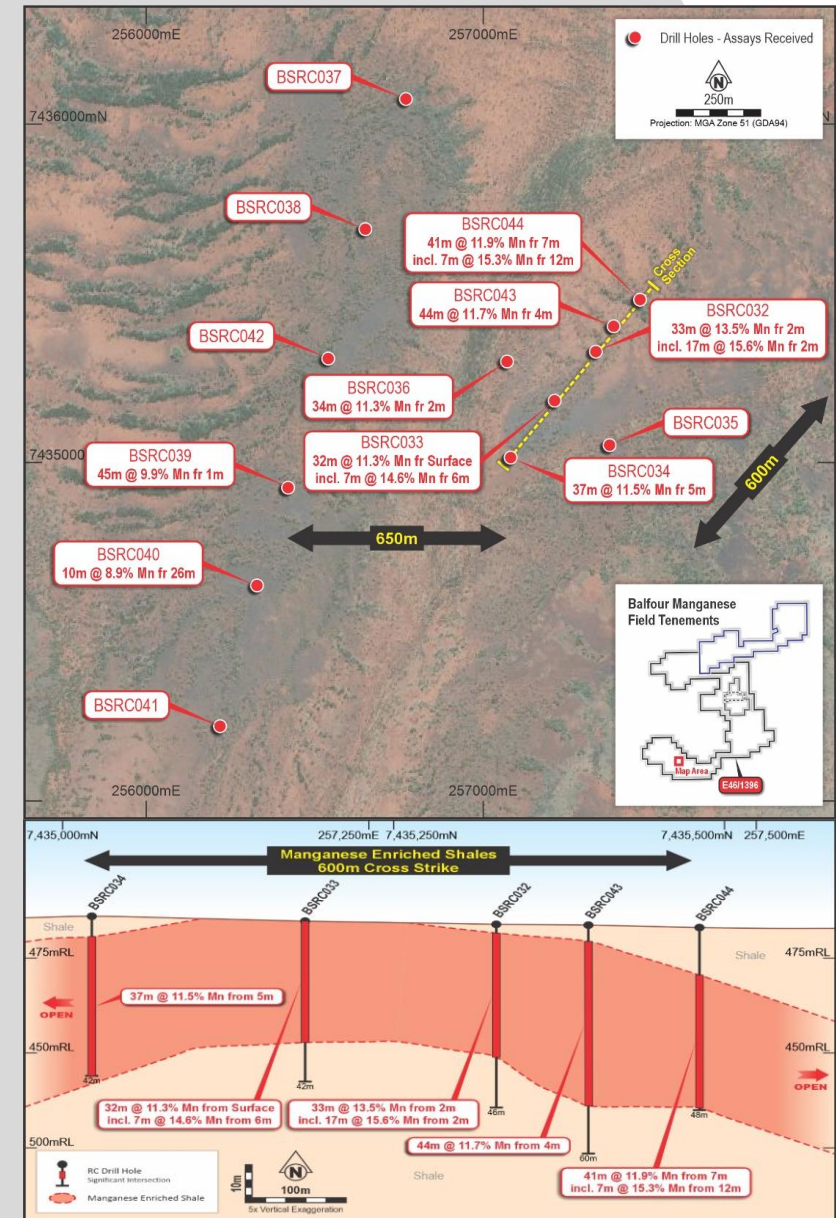 256000mE
257000mE
Drill Holes - Assays Received
N
250m
Projection: MGA Zone 51 (GDA94)
N
7436000mN
BSRC037
BSRC038
BSRC044
41m @ 11.9% Mn fr 7m
incl. 7m @ 15.3% Mn fr 12m
Cross
Section
BSRC043
44m @ 11.7% Mn fr 4m
BSRC032
33m @ 13.5% Mn fr 2m
incl. 17m @ 15.6% Mn fr 2m
BSRC042
BSRC036
34m @ 11.3% Mn fr 2m
BSRC035
BSRC033
32m @ 11.3% Mn fr Surface
incl. 7m @ 14.6% Mn fr 6m
7435000
BSRC039
45m @ 9.9% Mn fr 1m
BSRC034
37m @ 11.5% Mn fr 5m
600m
650m
BSRC040
10m @ 8.9% Mn fr 26m
BSRC041
Balfour Manganese
Field Tenements
Map Area
E46/1396
256000mE
257000mE
7,435,000mN
257,250mE 7,435,250mN
7,435,500mN 257,500mE
Manganese Enriched Shales
600m Cross Strike
BSRC034
BSRC033
BSRC032
BSRC043
BSRC044
Shale
475mRL
Shale
475mRL
37m @ 11.5% Mn from 5m
OPEN
450mRL
450mRL
OPEN
42m
42m
46m
48m
60m
32m @ 11.3% Mn from Surface
incl. 7m @ 14.6% Mn from 6m
33m @ 13.5% Mn from 2m
incl. 17m @ 15.6% Mn from 2m
44m @ 11.7% Mn from 4m
500mRL
Shale
41m @ 11.9% Mn from 7m
incl. 7m @ 15.3% Mn from 12m
RC Drill Hole
Significant Intersection
Manganese Enriched Shale
10m
N
100m
5x Vertical Exaggeration